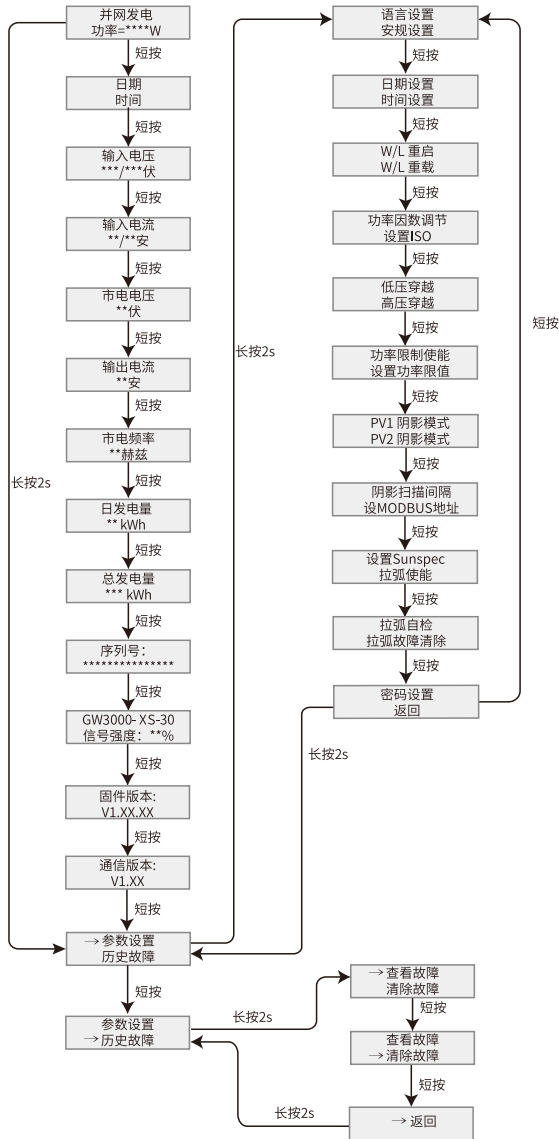 并网发电
功率=****W
短按
日期
时间
短按
输入电压
***/***伏
短按
输入电流
**/**安
短按
市电电压
**伏
短按
输出电流
**安
短按
市电频率
**赫兹
短按
日发电量
** kWh
短按
总发电量
*** kWh
短按
序列号:
***************
短按
GW3000-XS-30
信号强度: **%
短按
固件版本:
V1.XX.XX
短按
通信版本:
V1.XX
短按
→ 参数设置
历史故障
短按
参数设置
→ 历史故障
长按2s
长按2s
语言设置
安规设置
短按
日期设置
时间设置
短按
W/L 重启
W/L 重载
短按
功率因数调节
设置ISO
短按
低压穿越
高压穿越
短按
功率限制使能
设置功率限值
短按
PV1 阴影模式
PV2 阴影模式
短按
阴影扫描间隔
设MODBUS地址
短按
设置Sunspec
拉弧使能
短按
拉弧自检
拉弧故障清除
短按
密码设置
返回
短按
长按2s
长按2s
→ 查看故障
清除故障
短按
查看故障
→ 清除故障
短按
→ 返回
长按2s